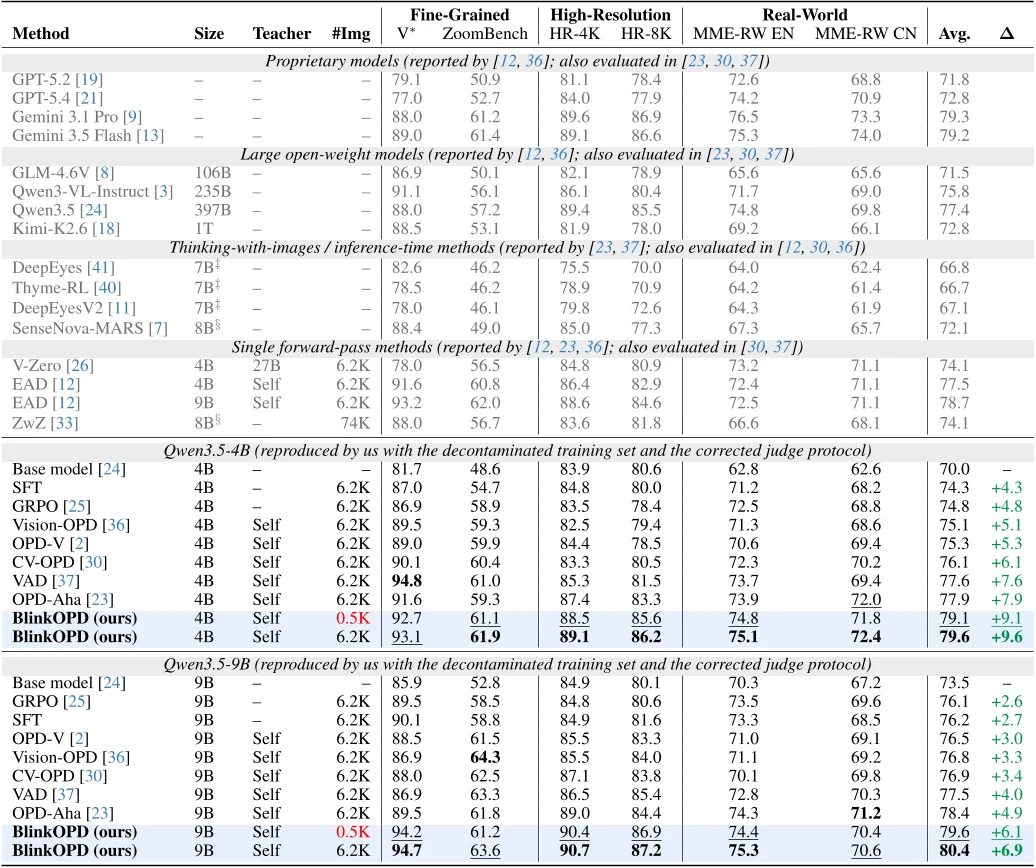 Fine-Grained High-Resolution Real-World
Method Size Teacher #Img V* ZoomBench HR-4K HR-8K MME-RW EN MME-RW CN Avg. Δ
Proprietary models (reported by [12, 36]; also evaluated in [23, 30, 37])
GPT-5.2 [19] – – – 79.1 50.9 81.1 78.4 72.6 68.8 71.8
GPT-5.4 [21] – – – 77.0 52.7 84.0 77.9 74.2 70.9 72.8
Gemini 3.1 Pro [9] – – – 88.0 61.2 89.6 86.9 76.5 73.3 79.3
Gemini 3.5 Flash [13] – – – 89.0 61.4 89.1 86.6 75.3 74.0 79.2
Large open-weight models (reported by [12, 36]; also evaluated in [23, 30, 37])
GLM-4.6V [8] 106B – – 86.9 50.1 82.1 78.9 65.6 65.6 71.5
Qwen3-VL-Instruct [3] 235B – – 91.1 56.1 86.1 80.4 71.7 69.0 75.8
Qwen3.5 [24] 397B – – 88.0 57.2 89.4 85.5 74.8 69.8 77.4
Kimi-K2.6 [18] 1T – – 88.5 53.1 81.9 78.0 69.2 66.1 72.8
Thinking-with-images / inference-time methods (reported by [23, 37]; also evaluated in [12, 30, 36])
DeepEyes [41] 7B‡ – – 82.6 46.2 75.5 70.0 64.0 62.4 66.8
Thyme-RL [40] 7B‡ – – 78.5 46.2 78.9 70.9 64.2 61.4 66.7
DeepEyesV2 [11] 7B‡ – – 78.0 46.1 79.8 72.6 64.3 61.9 67.1
SenseNova-MARS [7] 8B§ – – 88.4 49.0 85.0 77.3 67.3 65.7 72.1
Single forward-pass methods (reported by [12, 23, 36]; also evaluated in [30, 37])
V-Zero [26] 4B 27B 6.2K 78.0 56.5 84.8 80.9 73.2 71.1 74.1
EAD [12] 4B Self 6.2K 91.6 60.8 86.4 82.9 72.4 71.1 77.5
EAD [12] 9B Self 6.2K 93.2 62.0 88.6 84.6 72.5 71.1 78.7
ZwZ [33] 8B§ – 74K 88.0 56.7 83.6 81.8 66.6 68.1 74.1
Qwen3.5-4B (reproduced by us with the decontaminated training set and the corrected judge protocol)
Base model [24] 4B – – 81.7 48.6 83.9 80.6 62.8 62.6 70.0 –
SFT 4B – 6.2K 87.0 54.7 84.8 80.0 71.2 68.2 74.3 +4.3
GRPO [25] 4B – 6.2K 86.9 58.9 83.5 78.4 72.5 68.8 74.8 +4.8
Vision-OPD [36] 4B Self 6.2K 89.5 59.3 82.5 79.4 71.3 68.6 75.1 +5.1
OPD-V [2] 4B Self 6.2K 89.0 59.9 84.4 78.5 70.6 69.4 75.3 +5.3
CV-OPD [30] 4B Self 6.2K 90.1 60.4 83.3 80.5 72.3 70.2 76.1 +6.1
VAD [37] 4B Self 6.2K 94.8 61.0 85.3 81.5 73.7 69.4 77.6 +7.6
OPD-Aha [23] 4B Self 6.2K 91.6 59.3 87.4 83.3 73.9 72.0 77.9 +7.9
BlinkOPD (ours) 4B Self 0.5K 92.7 61.1 88.5 85.6 74.8 71.8 79.1 +9.1
BlinkOPD (ours) 4B Self 6.2K 93.1 61.9 89.1 86.2 75.1 72.4 79.6 +9.6
Qwen3.5-9B (reproduced by us with the decontaminated training set and the corrected judge protocol)
Base model [24] 9B – – 85.9 52.8 84.9 80.1 70.3 67.2 73.5 –
GRPO [25] 9B – 6.2K 89.5 58.5 84.8 80.6 73.5 69.6 76.1 +2.6
SFT 9B – 6.2K 90.1 58.8 84.9 81.6 73.3 68.5 76.2 +2.7
OPD-V [2] 9B Self 6.2K 88.5 61.5 85.5 83.3 71.0 69.1 76.5 +3.0
Vision-OPD [36] 9B Self 6.2K 86.9 64.3 85.5 84.0 71.1 69.2 76.8 +3.3
CV-OPD [30] 9B Self 6.2K 88.0 62.5 87.1 83.8 70.1 69.8 76.9 +3.4
VAD [37] 9B Self 6.2K 86.9 63.3 86.5 85.4 72.8 70.3 77.5 +4.0
OPD-Aha [23] 9B Self 6.2K 89.5 61.8 89.0 84.4 74.3 71.2 78.4 +4.9
BlinkOPD (ours) 9B Self 0.5K 94.2 61.2 90.4 86.9 74.4 70.4 79.6 +6.1
BlinkOPD (ours) 9B Self 6.2K 94.7 63.6 90.7 87.2 75.3 70.6 80.4 +6.9